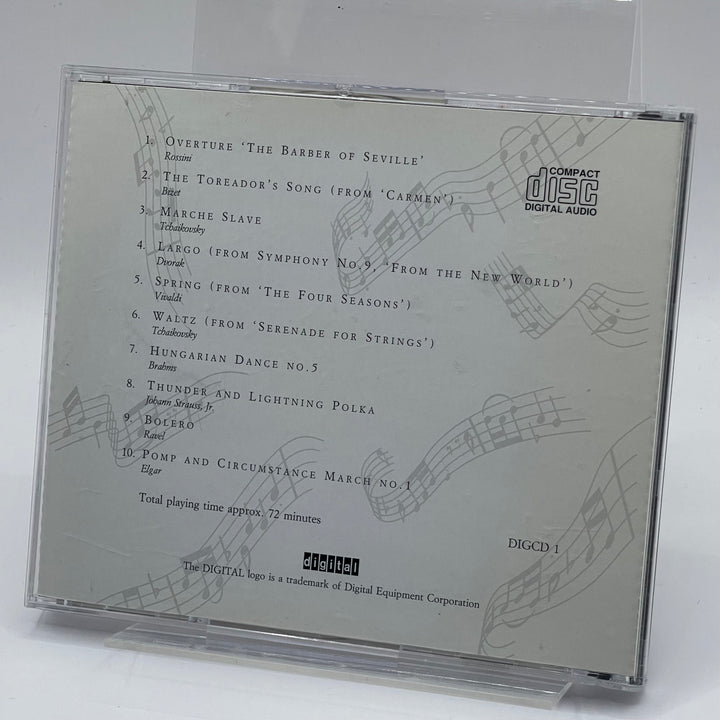 1. OVERTURE 'THE BARBER OF SEVILLE'
Rossini
2. THE TOREADOR'S SONG (FROM 'CARMEN')
Bizet
3. MARCHE SLAVE
Tchaikovsky
4. LARGO (FROM SYMPHONY NO.9, 'FROM THE NEW WORLD')
Dvorak
5. SPRING (FROM 'THE FOUR SEASONS')
Vivaldi
6. WALTZ (FROM 'SERENADE FOR STRINGS')
Tchaikovsky
7. HUNGARIAN DANCE NO.5
Brahms
8. THUNDER AND LIGHTNING POLKA
Johann Strauss, Jr.
9. BOLERO
Ravel
10. POMP AND CIRCUMSTANCE MARCH NO.1
Elgar
Total playing time approx. 72 minutes
COMPACT
disc
DIGITAL AUDIO
DIGCD 1
digital
The DIGITAL logo is a trademark of Digital Equipment Corporation